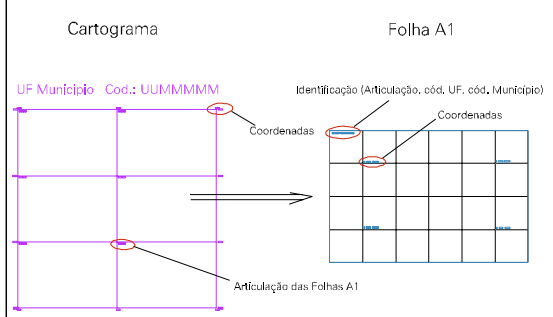 Cartograma
Folha A1
UF Município Cod.: UUMMMMM
Identificação (Articulação, cód. UF, cód. Município)
Coordenadas
Coordenadas
Articulação das Folhas A1